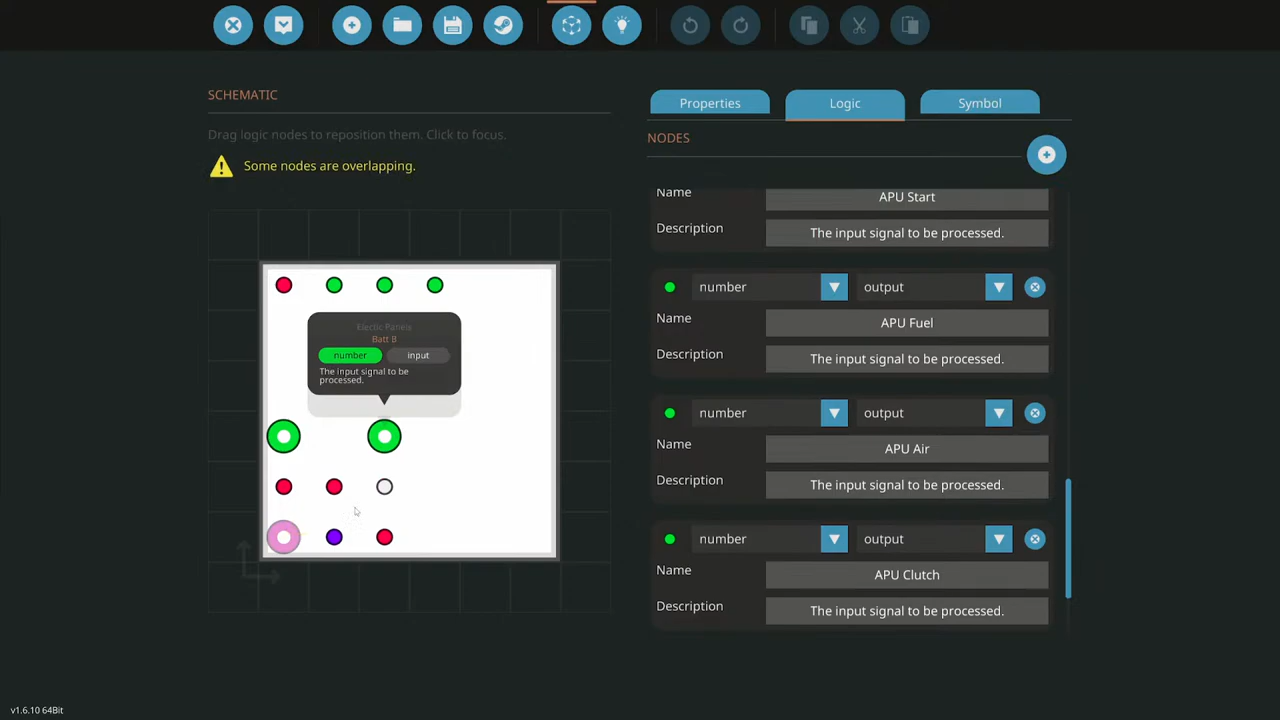 SCHEMATIC
Drag logic nodes to reposition them. Click to focus.
Some nodes are overlapping.
Electic Panels
Batt B
number input
The input signal to be
processed.
Properties Logic Symbol
NODES
Name APU Start
Description The input signal to be processed.
number output
Name APU Fuel
Description The input signal to be processed.
number output
Name APU Air
Description The input signal to be processed.
number output
Name APU Clutch
Description The input signal to be processed.
v1.6.10 64Bit